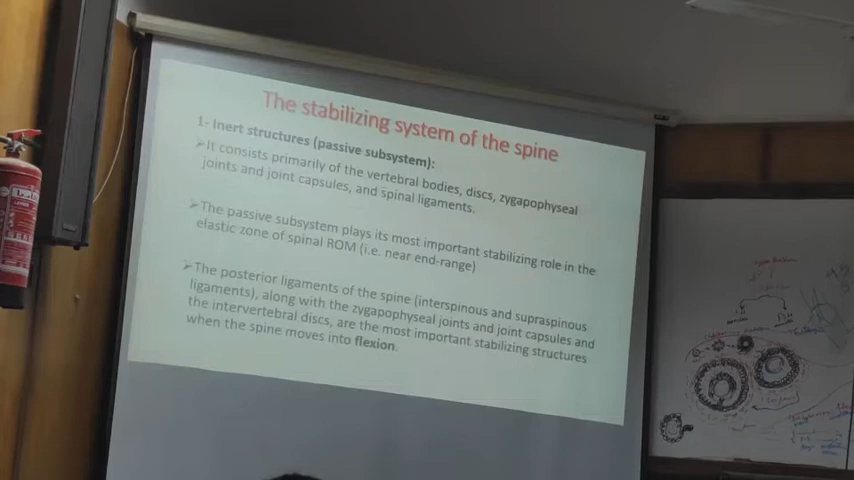 The stabilizing system of the spine
1- Inert structures (passive subsystem):
➢It consists primarily of the vertebral bodies, discs, zygapophyseal
joints and joint capsules, and spinal ligaments.
➢The passive subsystem plays its most important stabilizing role in the
elastic zone of spinal ROM (i.e. near end-range)
➢The posterior ligaments of the spine (interspinous and supraspinous
ligaments), along with the zygapophyseal joints and joint capsules and
the intervertebral discs, are the most important stabilizing structures
when the spine moves into flexion.